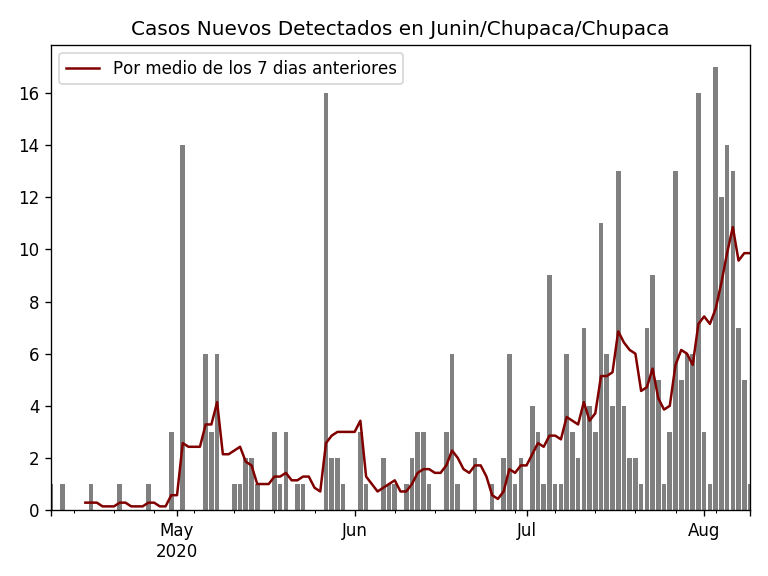 Casos Nuevos Detectados en Junin/Chupaca/Chupaca
Por medio de los 7 dias anteriores
16
14
12
10
8
6
4
2
0
May
2020
Jun
Jul
Aug